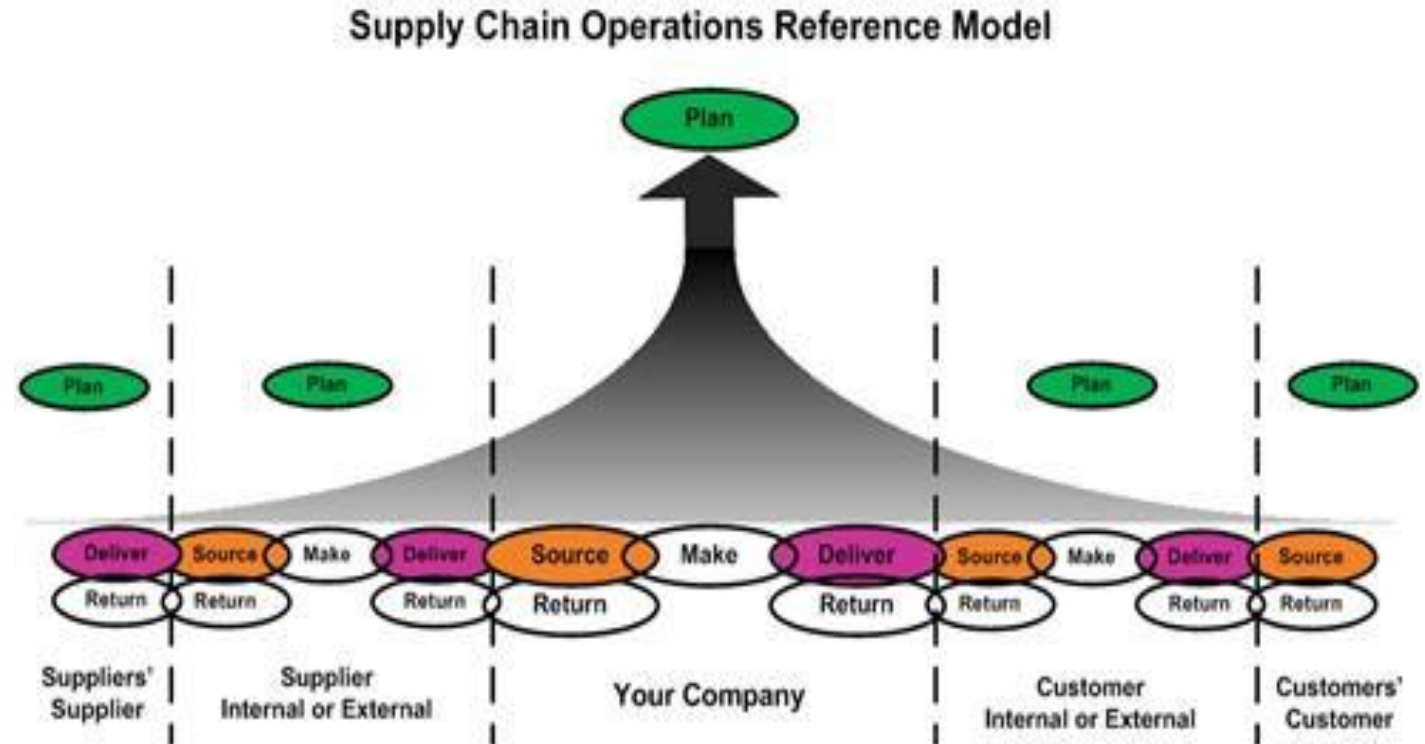 Supply Chain Operations Reference Model
Plan
Plan
Plan
Plan
Plan
Deliver Source Make Deliver Source Make Deliver Source Make Deliver Source
Return Return Return Return Return Return Return Return
Suppliers'
Supplier
Supplier
Internal or External
Your Company
Customer
Internal or External
Customers'
Customer